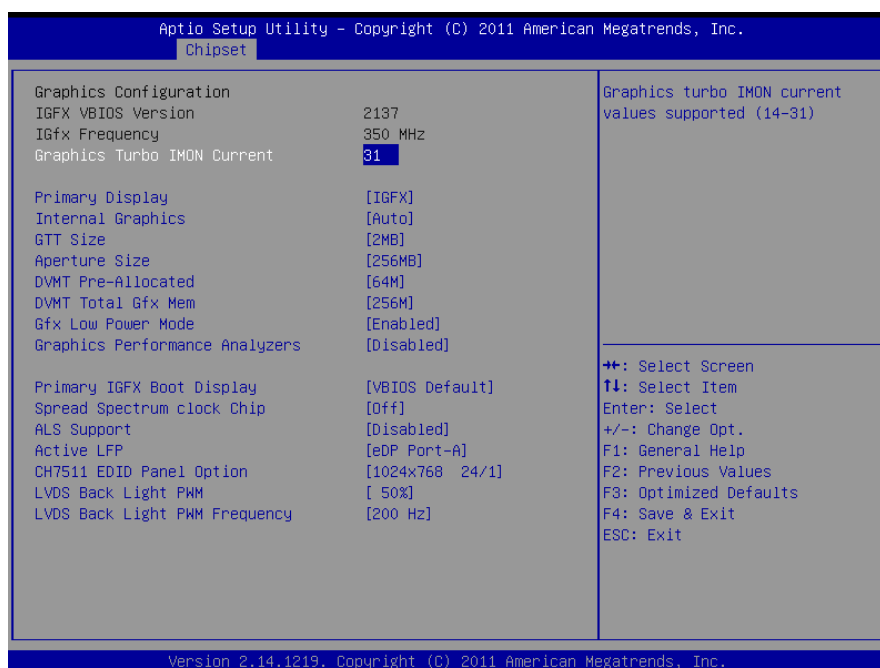 Aptio Setup Utility – Copyright (C) 2011 American Megatrends, Inc.
Chipset
Graphics Configuration
IGFX VBIOS Version 2137
IGfx Frequency 350 MHz
Graphics Turbo IMON Current 31
Primary Display [IGFX]
Internal Graphics [Auto]
GTT Size [2MB]
Aperture Size [256MB]
DVMT Pre-Allocated [64M]
DVMT Total Gfx Mem [256M]
Gfx Low Power Mode [Enabled]
Graphics Performance Analyzers [Disabled]
Primary IGFX Boot Display [VBIOS Default]
Spread Spectrum clock Chip [Off]
ALS Support [Disabled]
Active LFP [eDP Port-A]
CH7511 EDID Panel Option [1024x768 24/1]
LVDS Back Light PWM [ 50%]
LVDS Back Light PWM Frequency [200 Hz]
Graphics turbo IMON current
values supported (14-31)
→←: Select Screen
↑↓: Select Item
Enter: Select
+/-: Change Opt.
F1: General Help
F2: Previous Values
F3: Optimized Defaults
F4: Save & Exit
ESC: Exit
Version 2.14.1219. Copyright (C) 2011 American Megatrends, Inc.